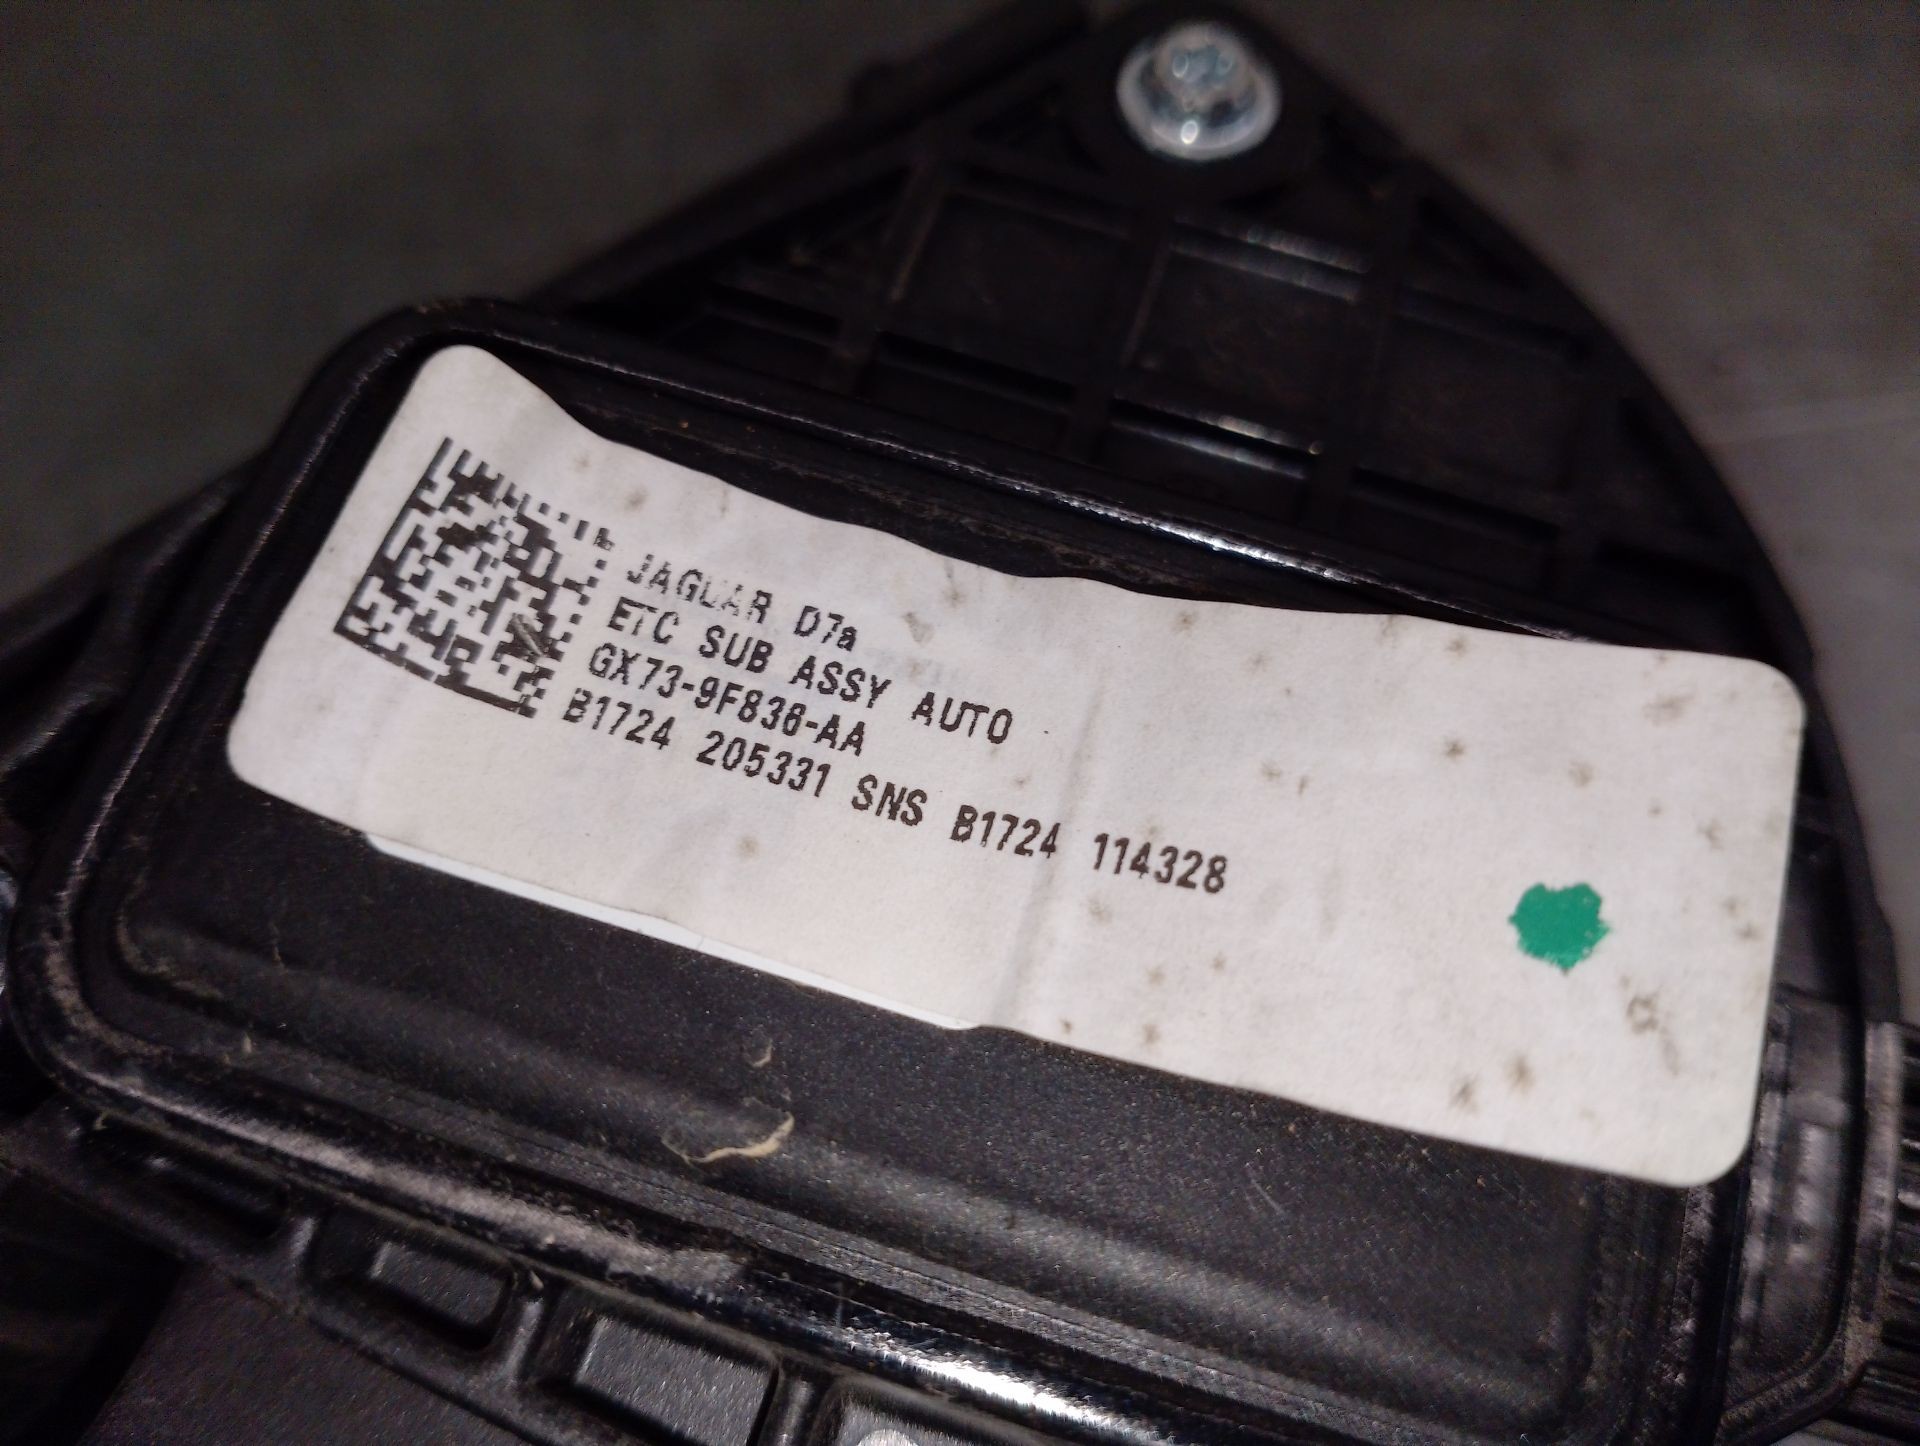 JAGUAR D7a
ETC SUB ASSY AUTO
GX73-9F836-AA
B1724 205331 SNS B1724 114328